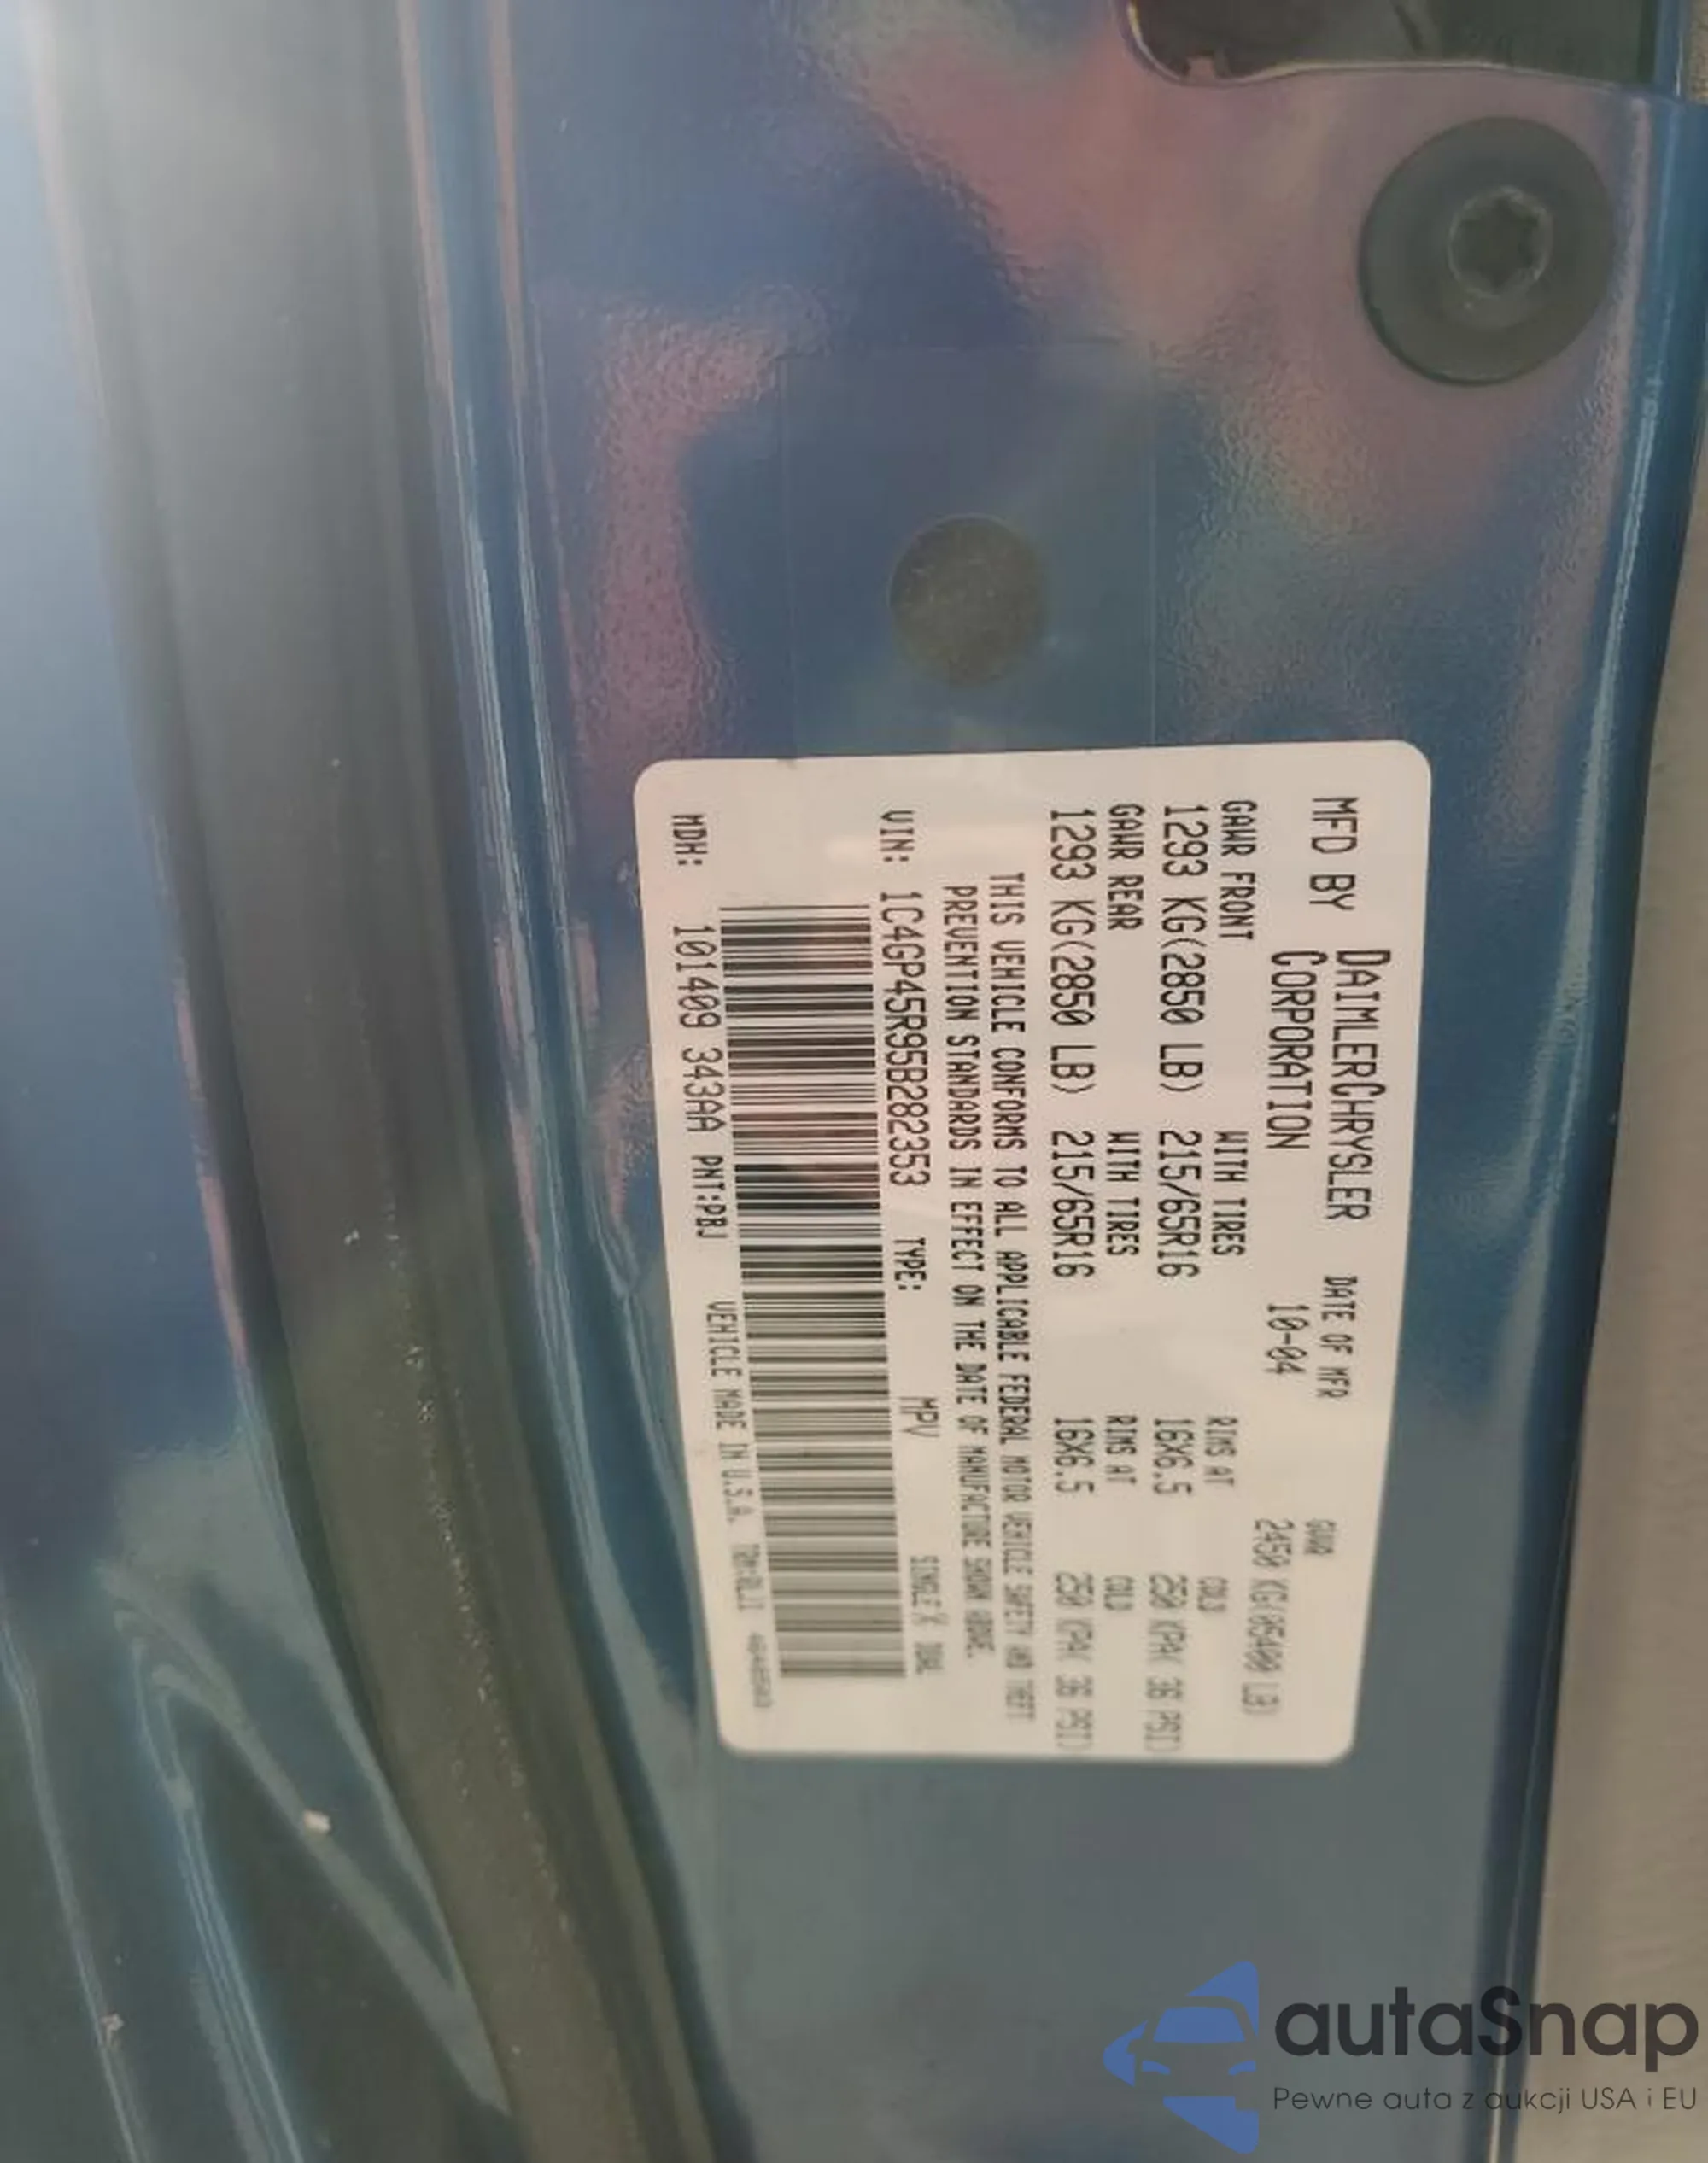 MFD BY DAIMLERCHRYSLER CORPORATION DATE OF MFR 10-04 GVWR 2450 KG(05400 LB)
GAWR FRONT WITH TIRES RIMS AT COLD
1293 KG(2850 LB) 215/65R16 16X6.5 250 KPA( 36 PSI)
GAWR REAR WITH TIRES RIMS AT COLD
1293 KG(2850 LB) 215/65R16 16X6.5 250 KPA( 36 PSI)
THIS VEHICLE CONFORMS TO ALL APPLICABLE FEDERAL MOTOR VEHICLE SAFETY AND THEFT
PREVENTION STANDARDS IN EFFECT ON THE DATE OF MANUFACTURE SHOWN ABOVE.
VIN: 1C4GP45R95B282353 TYPE: MPV SINGLE X DUAL
MDH: 101409 343AA PNT:PBJ VEHICLE MADE IN U.S.A.
autaSnap
Pewne auta z aukcji USA i EU